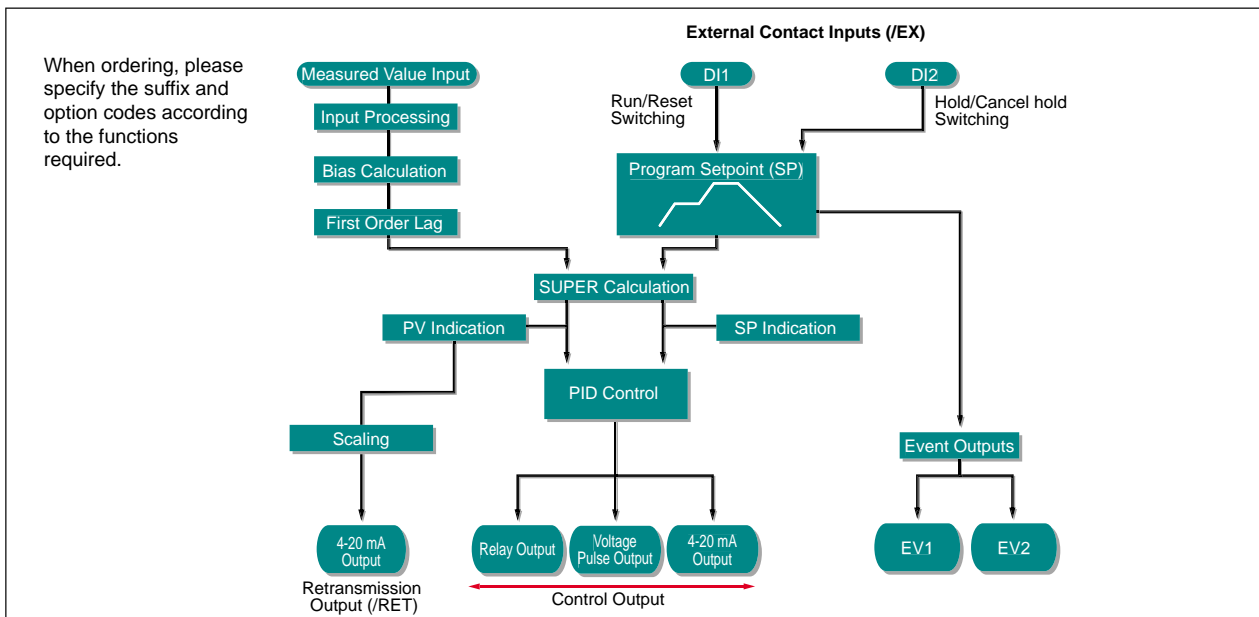 External Contact Inputs (/EX)
When ordering, please
specify the suffix and
option codes according
to the functions
required.
Measured Value Input
DI1
DI2
Run/Reset
Switching
Hold/Cancel hold
Switching
Input Processing
Bias Calculation
Program Setpoint (SP)
First Order Lag
SUPER Calculation
PV Indication
SP Indication
PID Control
Scaling
Event Outputs
4-20 mA
Output
Relay Output
Voltage
Pulse Output
4-20 mA
Output
EV1
EV2
Retransmission
Output (/RET)
Control Output